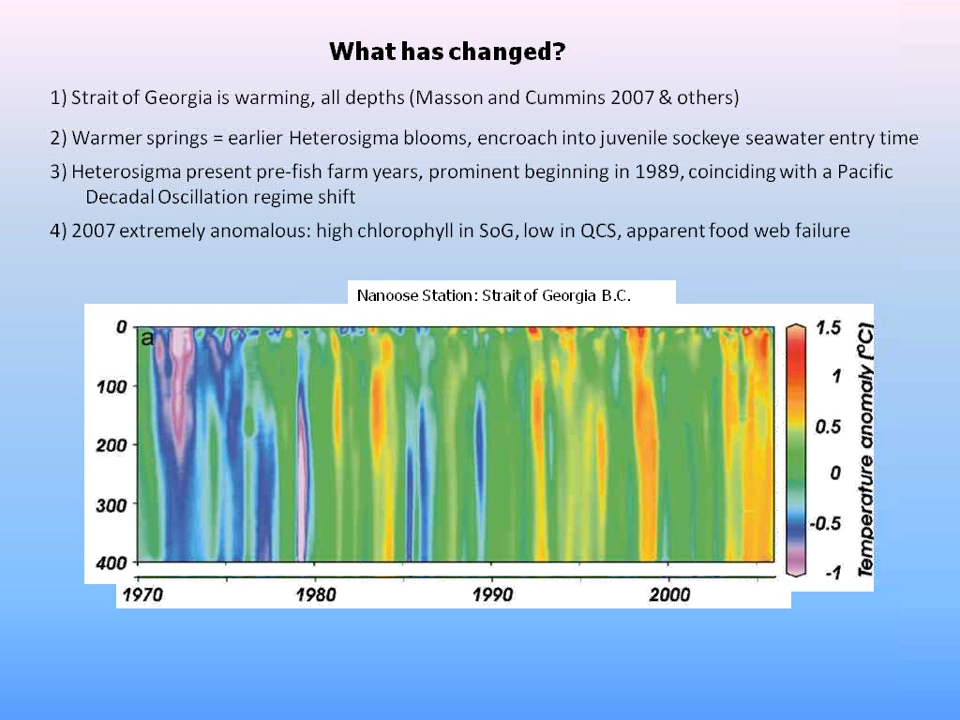 What has changed?
1) Strait of Georgia is warming, all depths (Masson and Cummins 2007 & others)
2) Warmer springs = earlier Heterosigma blooms, encroach into juvenile sockeye seawater entry time
3) Heterosigma present pre-fish farm years, prominent beginning in 1989, coinciding with a Pacific
Decadal Oscillation regime shift
4) 2007 extremely anomalous: high chlorophyll in SoG, low in QCS, apparent food web failure
Nanoose Station: Strait of Georgia B.C.
a
0
100
200
300
400
1970 1980 1990 2000
1.5
1
0.5
0
-0.5
-1
Temperature anomaly (°C)